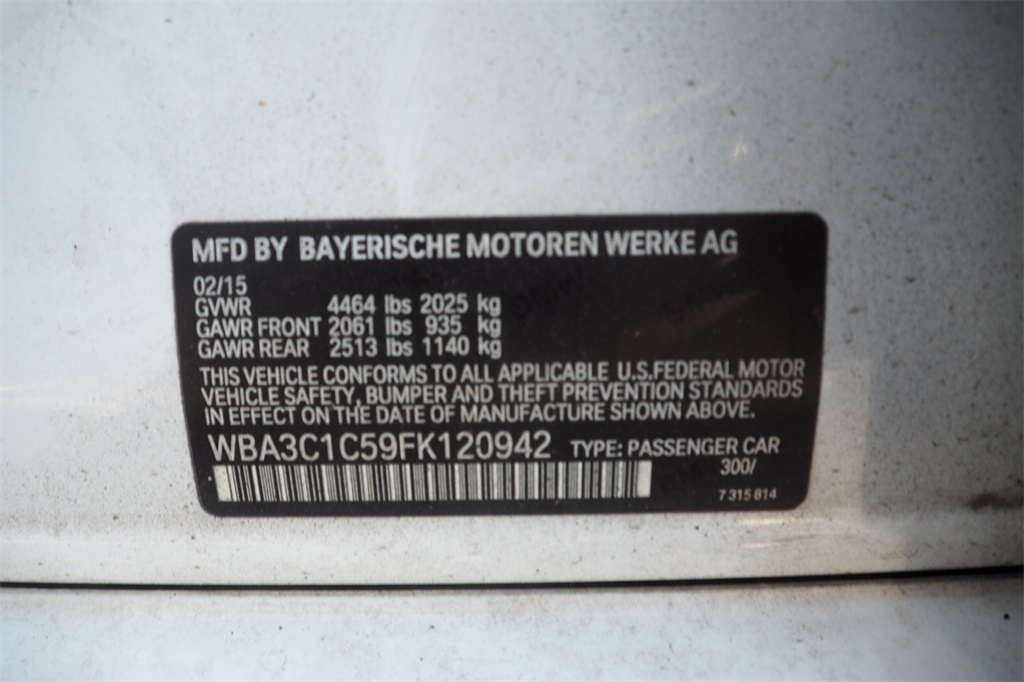 MFD BY BAYERISCHE MOTOREN WERKE AG
02/15
GVWR 4464 lbs 2025 kg
GAWR FRONT 2061 lbs 935 kg
GAWR REAR 2513 lbs 1140 kg
THIS VEHICLE CONFORMS TO ALL APPLICABLE U.S.FEDERAL MOTOR
VEHICLE SAFETY, BUMPER AND THEFT PREVENTION STANDARDS
IN EFFECT ON THE DATE OF MANUFACTURE SHOWN ABOVE.
WBA3C1C59FK120942 TYPE: PASSENGER CAR
300/
7 315 814